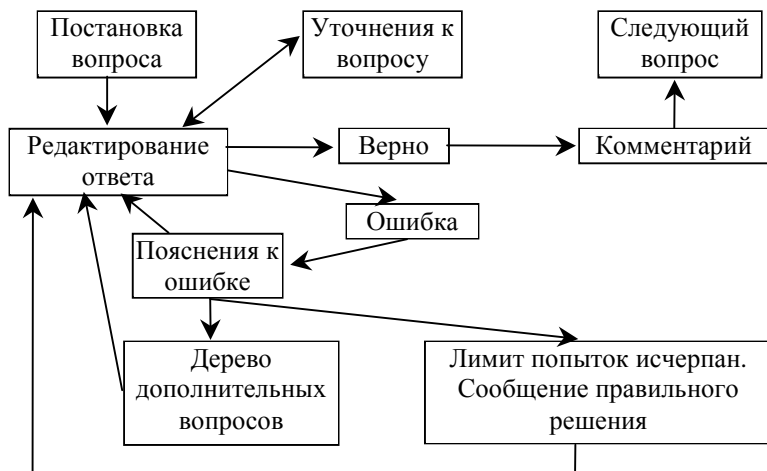 Постановка
вопроса
Уточнения к
вопросу
Следующий
вопрос
Редактирование
ответа
Верно
Комментарий
Ошибка
Пояснения к
ошибке
Дерево
дополнительных
вопросов
Лимит попыток исчерпан.
Сообщение правильного
решения